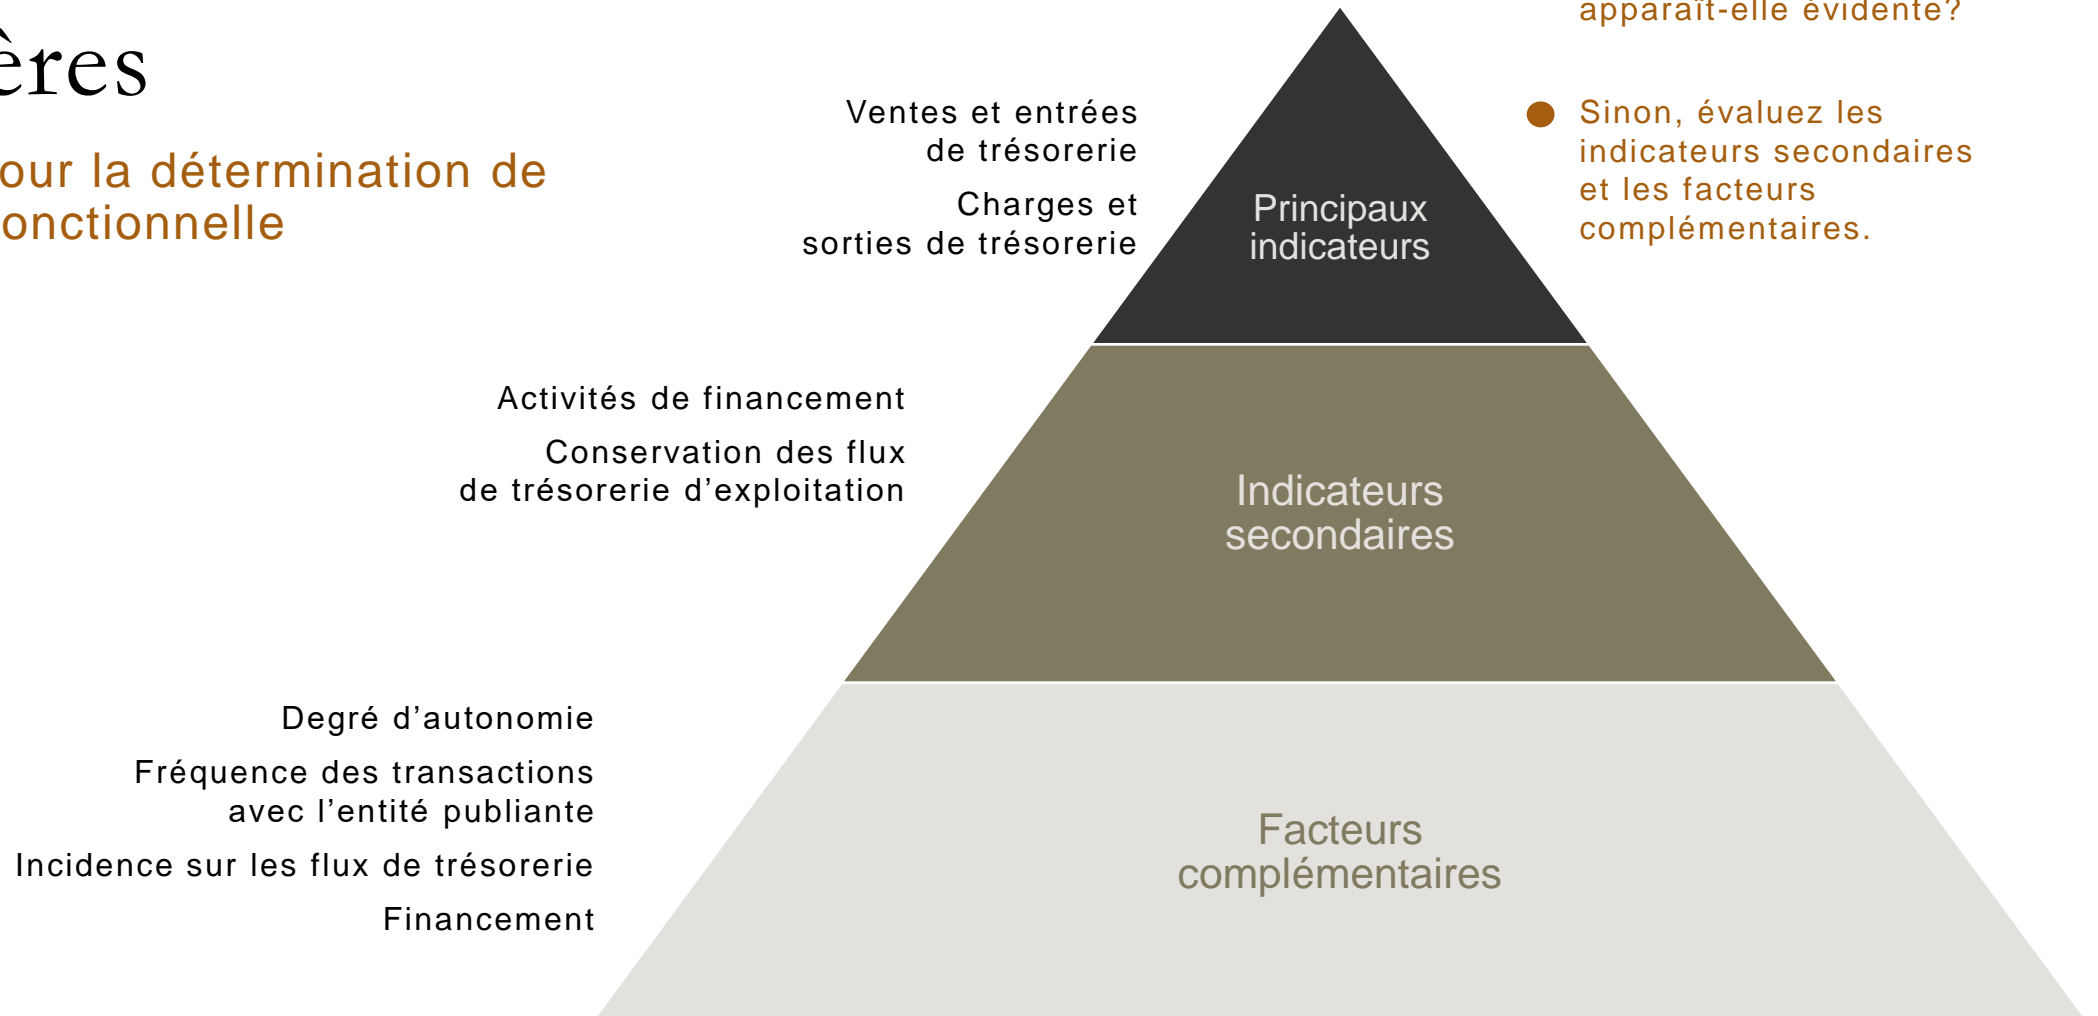 ères
our la détermination de
onctionnelle
Ventes et entrées
de trésorerie
Charges et
sorties de trésorerie
Principaux
indicateurs
apparaît-elle évidente?
Sinon, évaluez les
indicateurs secondaires
et les facteurs
complémentaires.
Activités de financement
Conservation des flux
de trésorerie d’exploitation
Indicateurs
secondaires
Degré d’autonomie
Fréquence des transactions
avec l’entité publiante
Incidence sur les flux de trésorerie
Financement
Facteurs
complémentaires